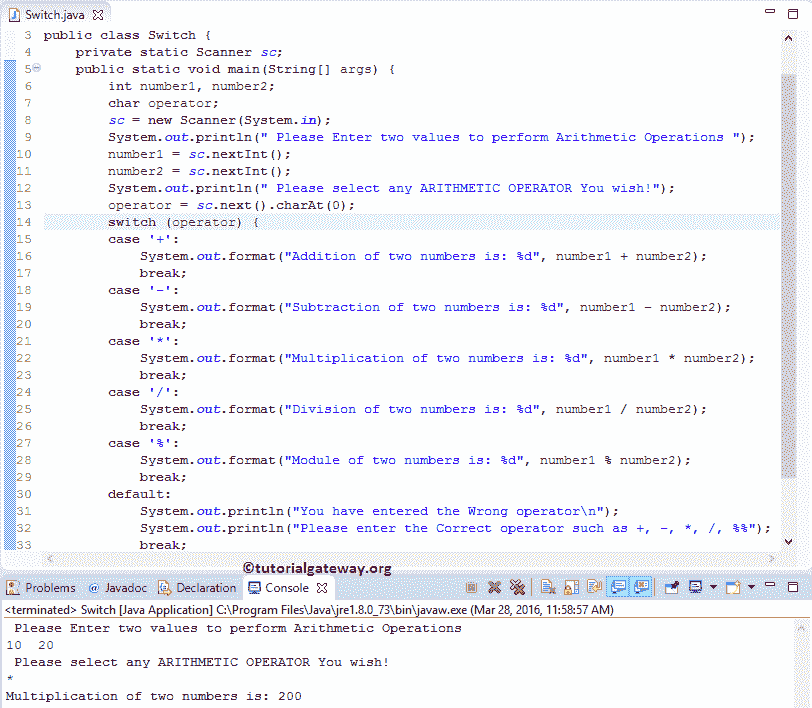 Switch.java
3 public class Switch {
4 private static Scanner sc;
5 public static void main(String[] args) {
6 int number1, number2;
7 char operator;
8 sc = new Scanner(System.in);
9 System.out.println(" Please Enter two values to perform Arithmetic Operations ");
10 number1 = sc.nextInt();
11 number2 = sc.nextInt();
12 System.out.println(" Please select any ARITHMETIC OPERATOR You wish!");
13 operator = sc.next().charAt(0);
14 switch (operator) {
15 case '+':
16 System.out.format("Addition of two numbers is: %d", number1 + number2);
17 break;
18 case '-':
19 System.out.format("Subtraction of two numbers is: %d", number1 - number2);
20 break;
21 case '*':
22 System.out.format("Multiplication of two numbers is: %d", number1 * number2);
23 break;
24 case '/':
25 System.out.format("Division of two numbers is: %d", number1 / number2);
26 break;
27 case '%':
28 System.out.format("Module of two numbers is: %d", number1 % number2);
29 break;
30 default:
31 System.out.println("You have entered the Wrong operator\n");
32 System.out.println("Please enter the Correct operator such as +, -, *, /, %%");
33 break;
©tutorialgateway.org
Problems @ Javadoc Declaration Console
<terminated> Switch [Java Application] C:\Program Files\Java\jre1.8.0_73\bin\javaw.exe (Mar 28, 2016, 11:58:57 AM)
Please Enter two values to perform Arithmetic Operations
10 20
Please select any ARITHMETIC OPERATOR You wish!
*
Multiplication of two numbers is: 200